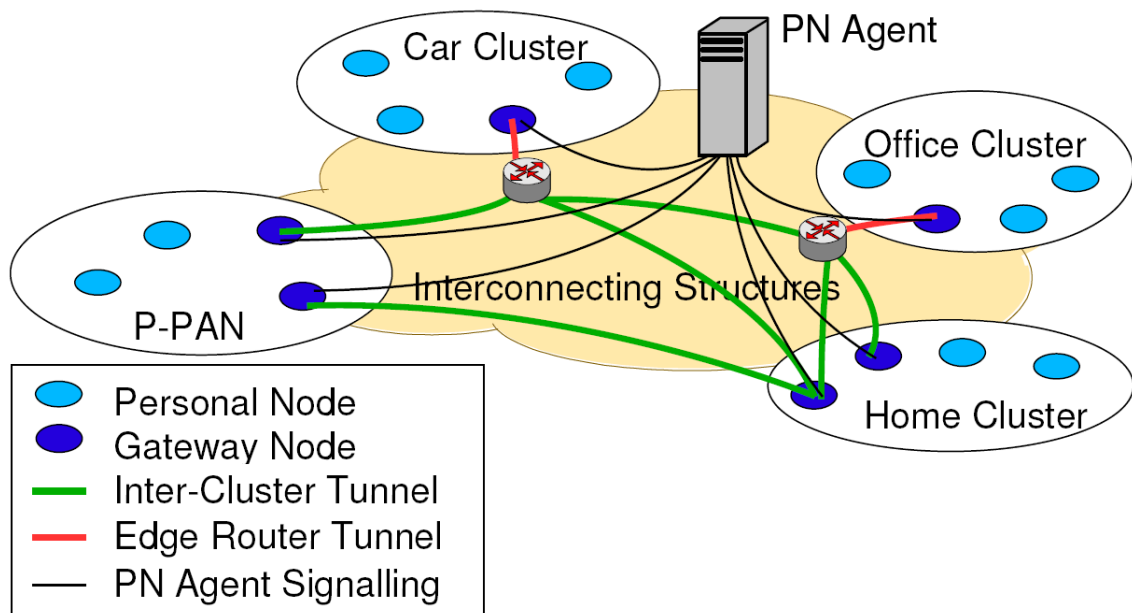 Car Cluster
PN Agent
Office Cluster
Interconnecting Structures
P-PAN
Home Cluster
Personal Node
Gateway Node
Inter-Cluster Tunnel
Edge Router Tunnel
PN Agent Signalling